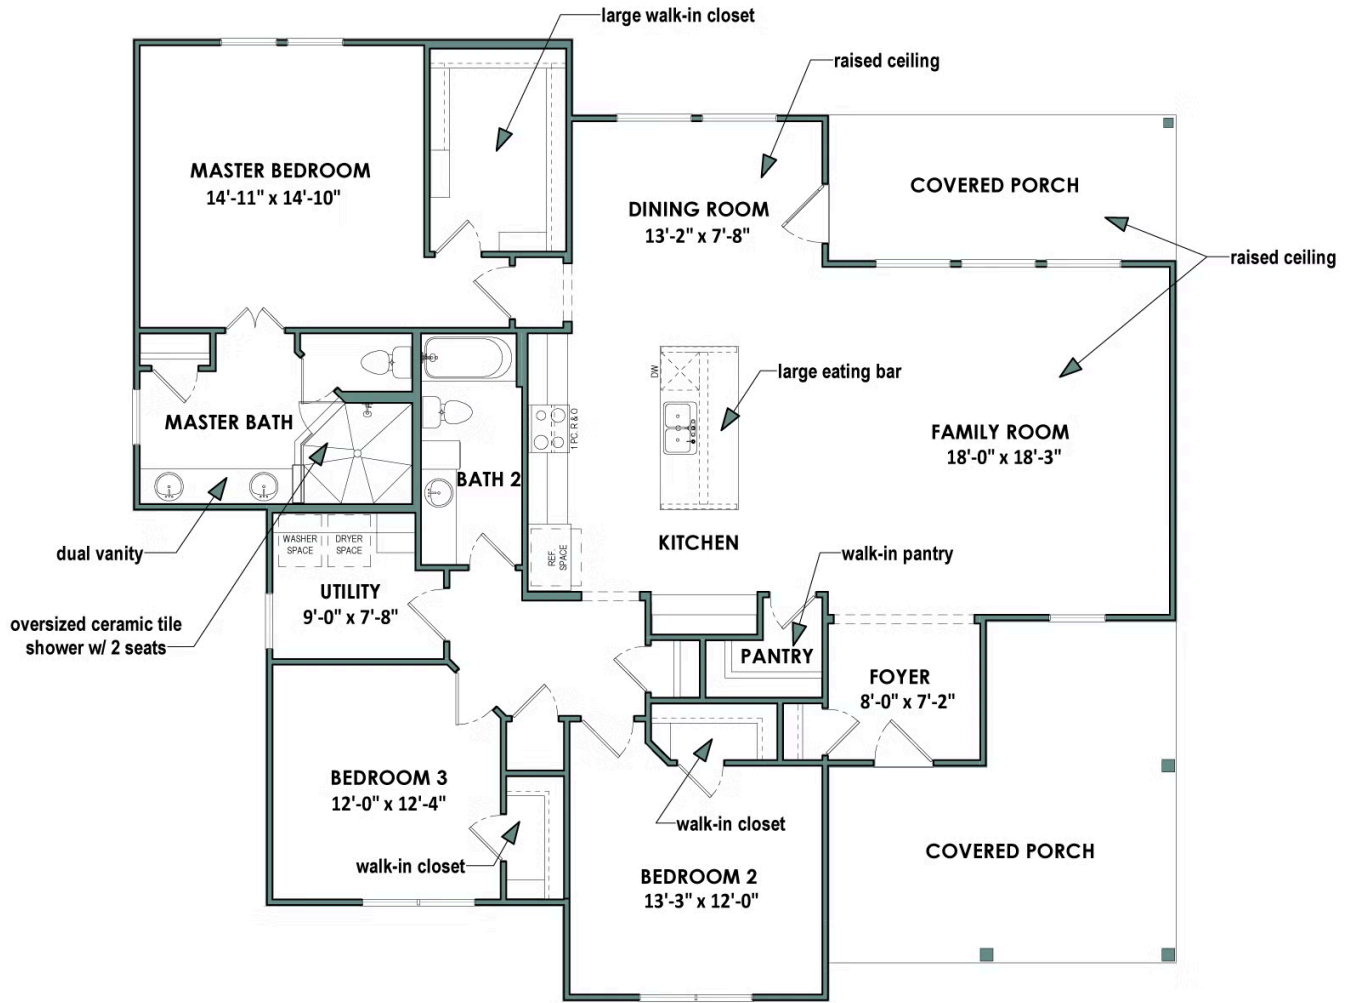 large walk-in closet
raised ceiling
MASTER BEDROOM
14'-11" x 14'-10"
COVERED PORCH
DINING ROOM
13'-2" x 7'-8"
raised ceiling
DW
large eating bar
1 PC. R & O
MASTER BATH
FAMILY ROOM
18'-0" x 18'-3"
BATH 2
KITCHEN
WASHER
SPACE
DRYER
SPACE
REF.
SPACE
dual vanity
walk-in pantry
UTILITY
9'-0" x 7'-8"
oversized ceramic tile
shower w/ 2 seats
PANTRY
FOYER
8'-0" x 7'-2"
BEDROOM 3
12'-0" x 12'-4"
walk-in closet
walk-in closet
COVERED PORCH
BEDROOM 2
13'-3" x 12'-0"